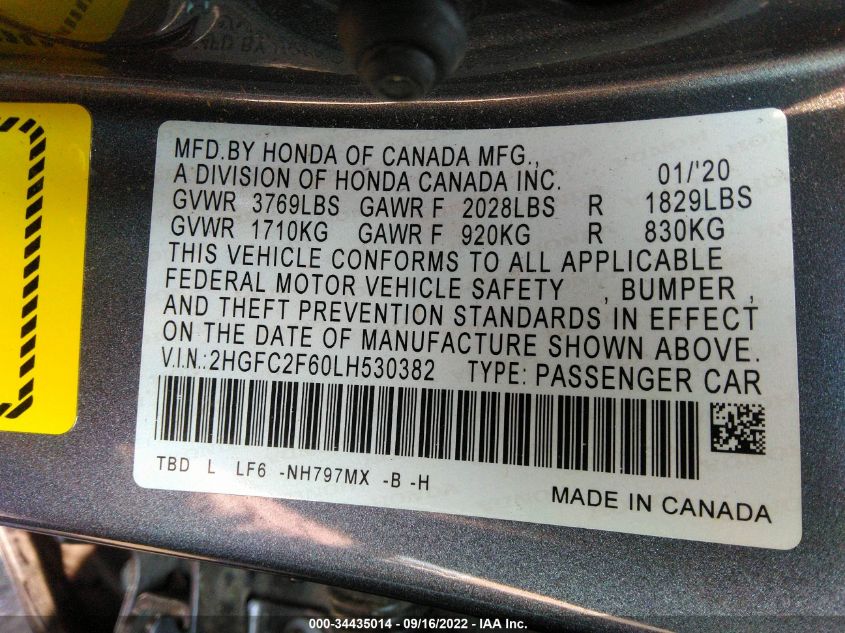 MFD.BY HONDA OF CANADA MFG.,
A DIVISION OF HONDA CANADA INC. 01/'20
GVWR 3769LBS GAWR F 2028LBS R 1829LBS
GVWR 1710KG GAWR F 920KG R 830KG
THIS VEHICLE CONFORMS TO ALL APPLICABLE
FEDERAL MOTOR VEHICLE SAFETY , BUMPER ,
AND THEFT PREVENTION STANDARDS IN EFFECT
ON THE DATE OF MANUFACTURE SHOWN ABOVE.
V.I.N.:2HGFC2F60LH530382 TYPE: PASSENGER CAR
TBD L LF6 -NH797MX -B -H
MADE IN CANADA
000-34435014 - 09/16/2022 - IAA Inc.